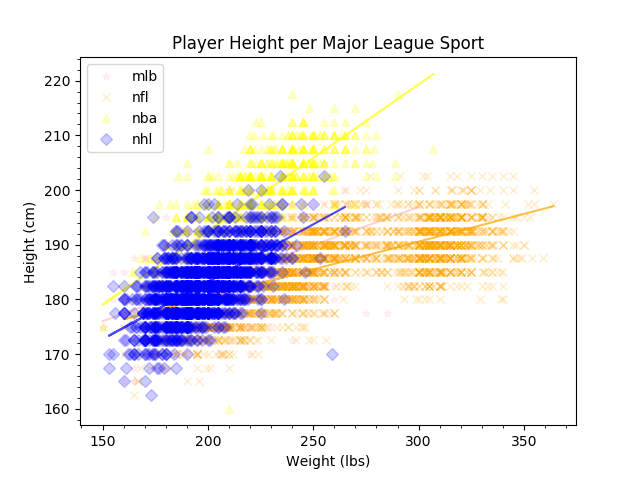 Player Height per Major League Sport
mlb
nfl
nba
nhl
220
210
200
190
180
170
160
Height (cm)
150
200
250
300
350
Weight (lbs)